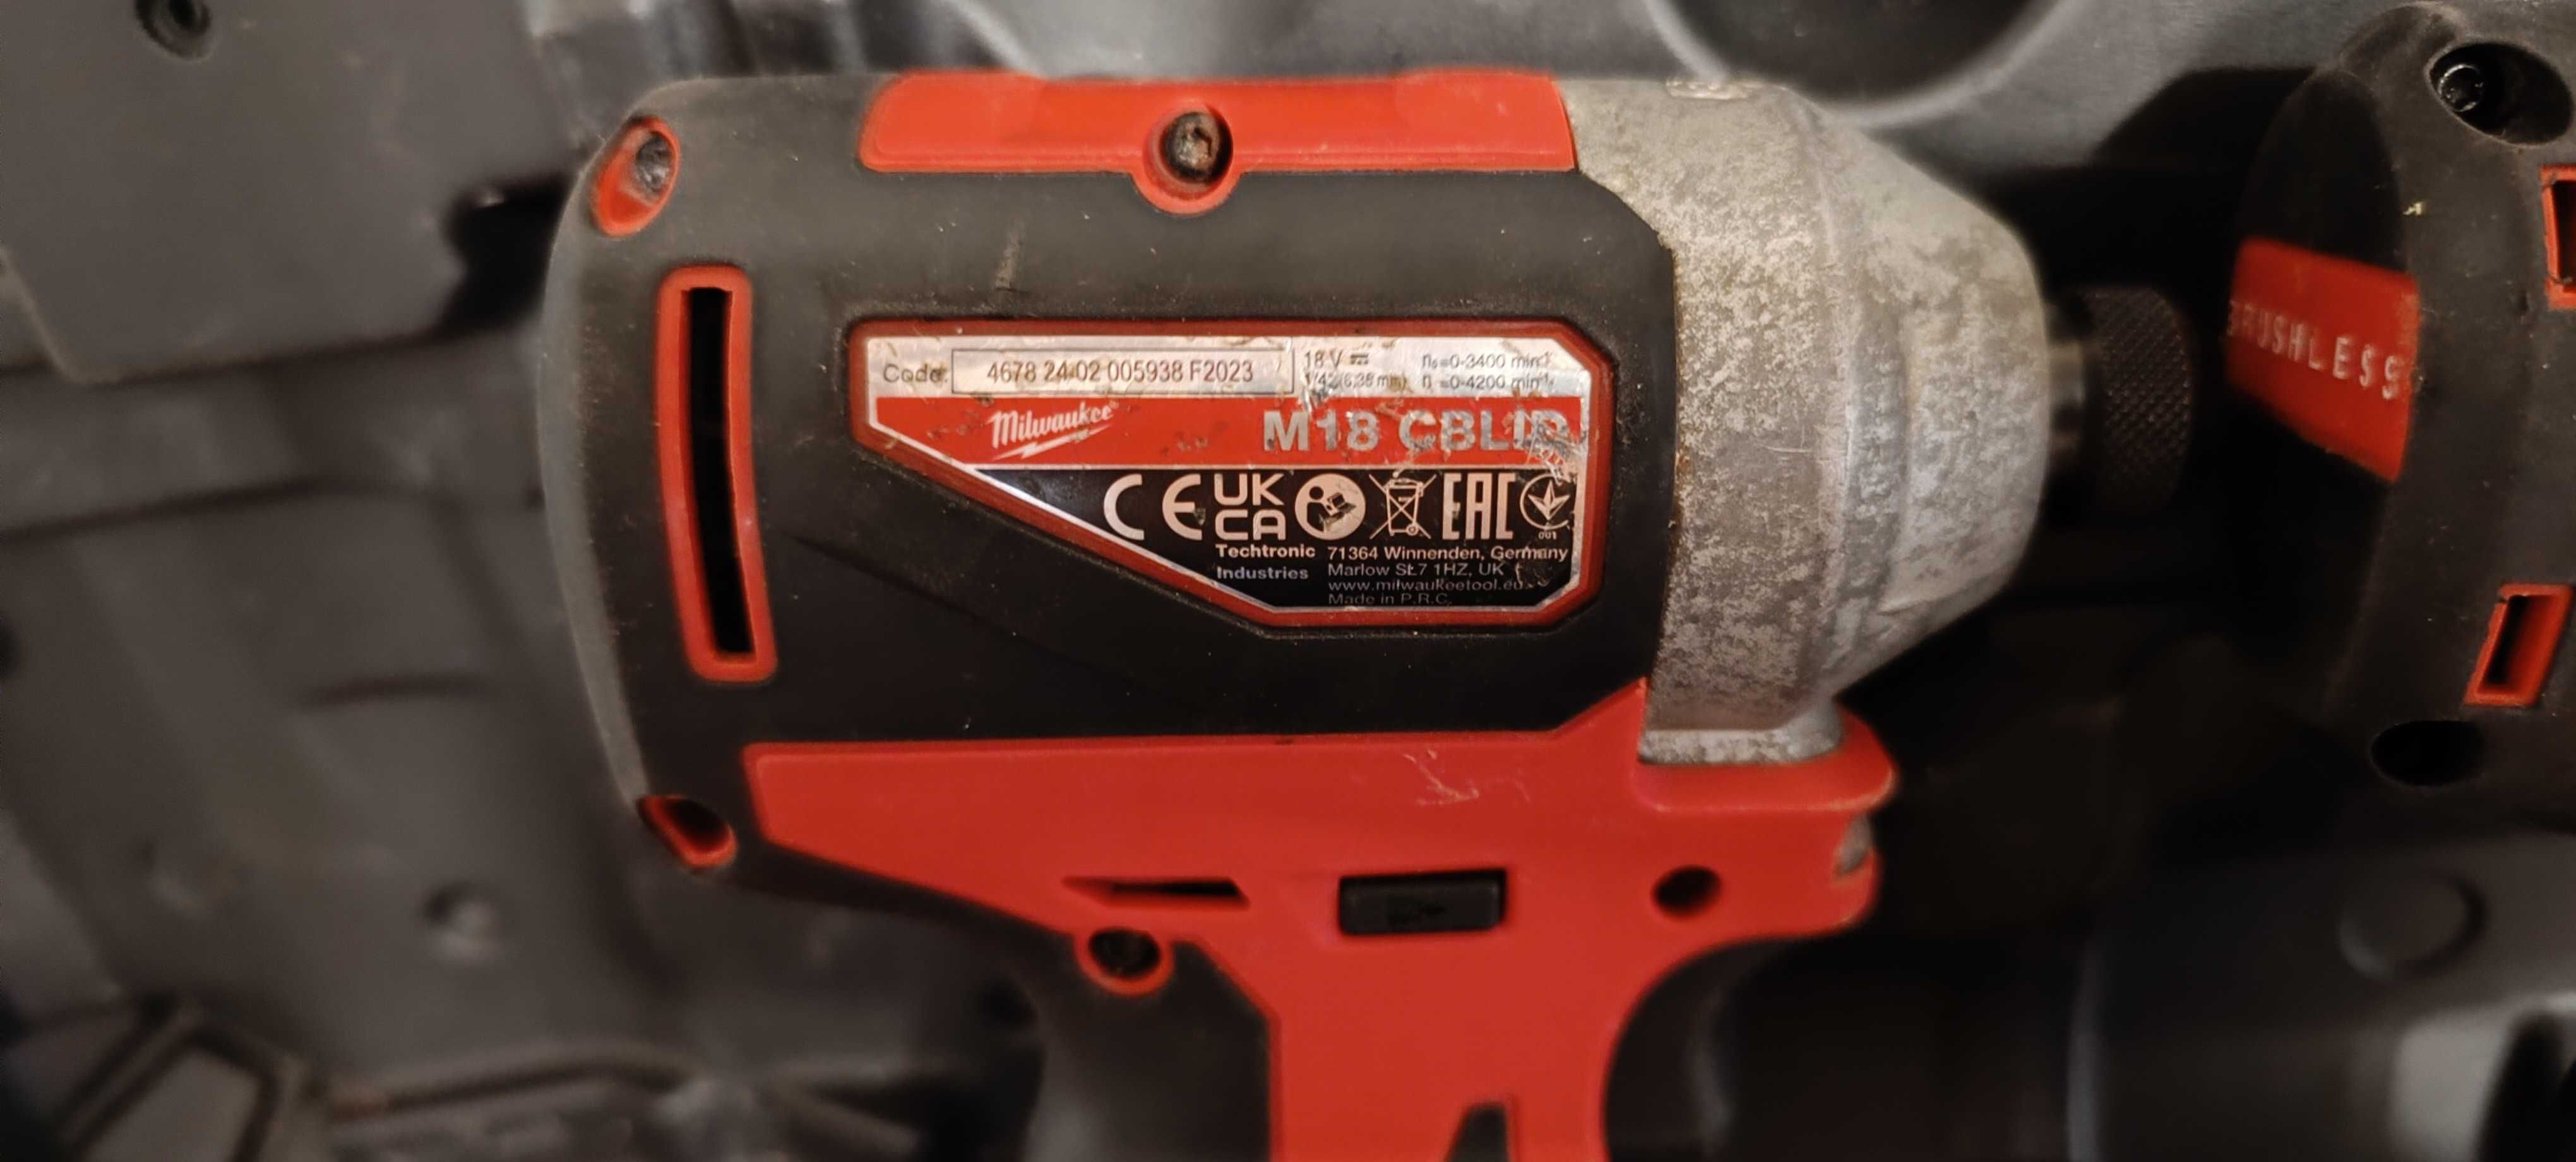 Code: 4678 24 02 005938 F2023
18 V
n₀=0-3400 min⁻¹
1/4" (6.35 mm)
n =0-4200 min⁻¹
Milwaukee
M18 CBLID
CE UK CA EAC
001
Techtronic Industries
71364 Winnenden, Germany
Marlow SL7 1HZ, UK
www.milwaukeetool.eu
Made in P.R.C.
BRUSHLESS